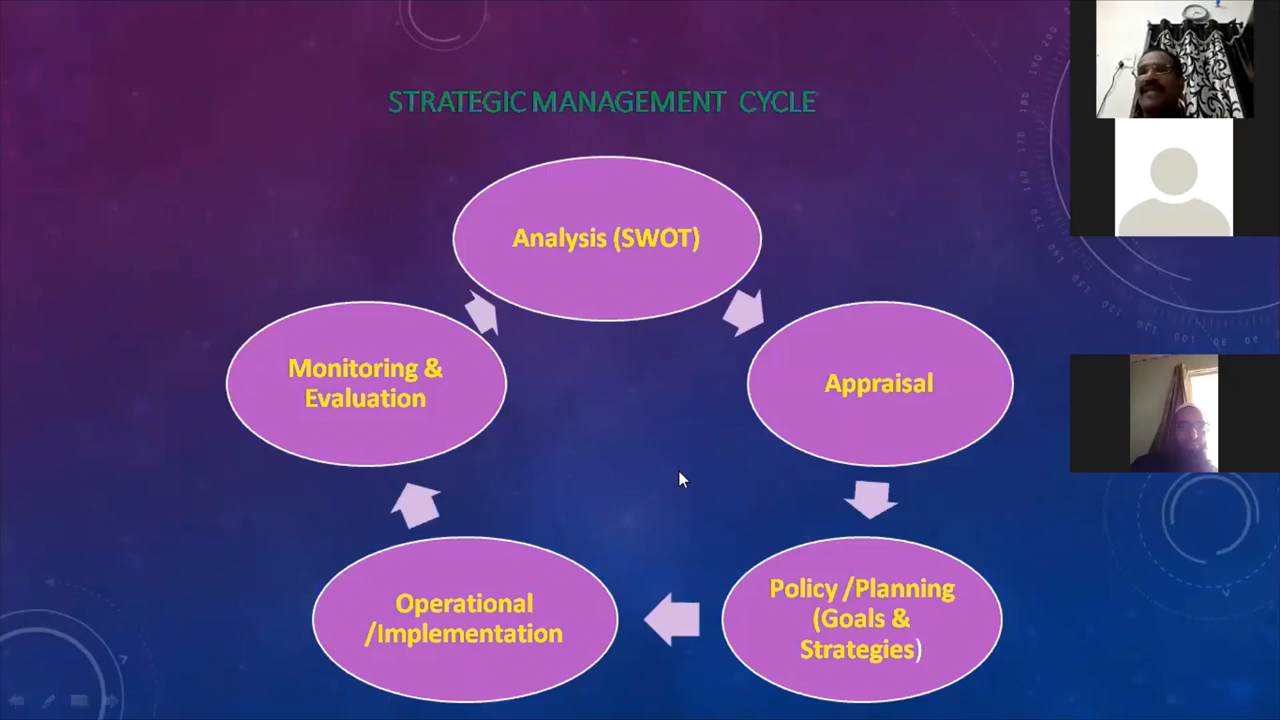 STRATEGIC MANAGEMENT CYCLE
Analysis (SWOT)
Appraisal
Policy /Planning
(Goals &
Strategies)
Operational
/Implementation
Monitoring &
Evaluation